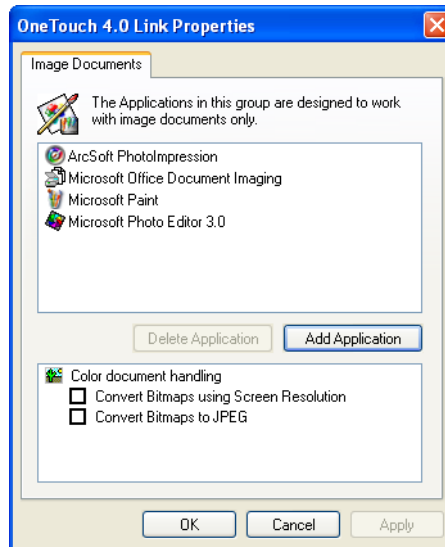 OneTouch 4.0 Link Properties
Image Documents
The Applications in this group are designed to work
with image documents only.
ArcSoft PhotoImpression
Microsoft Office Document Imaging
Microsoft Paint
Microsoft Photo Editor 3.0
Delete Application
Add Application
Color document handling
Convert Bitmaps using Screen Resolution
Convert Bitmaps to JPEG
OK
Cancel
Apply